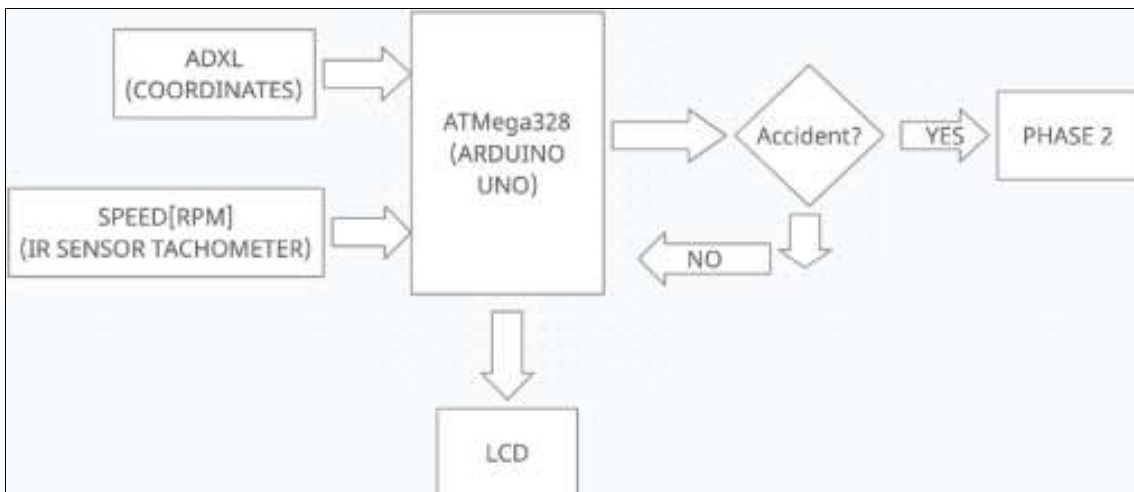 ADXL
(COORDINATES)
ATMega328
(ARDUINO
UNO)
Accident?
YES
PHASE 2
SPEED[RPM]
(IR SENSOR TACHOMETER)
NO
LCD